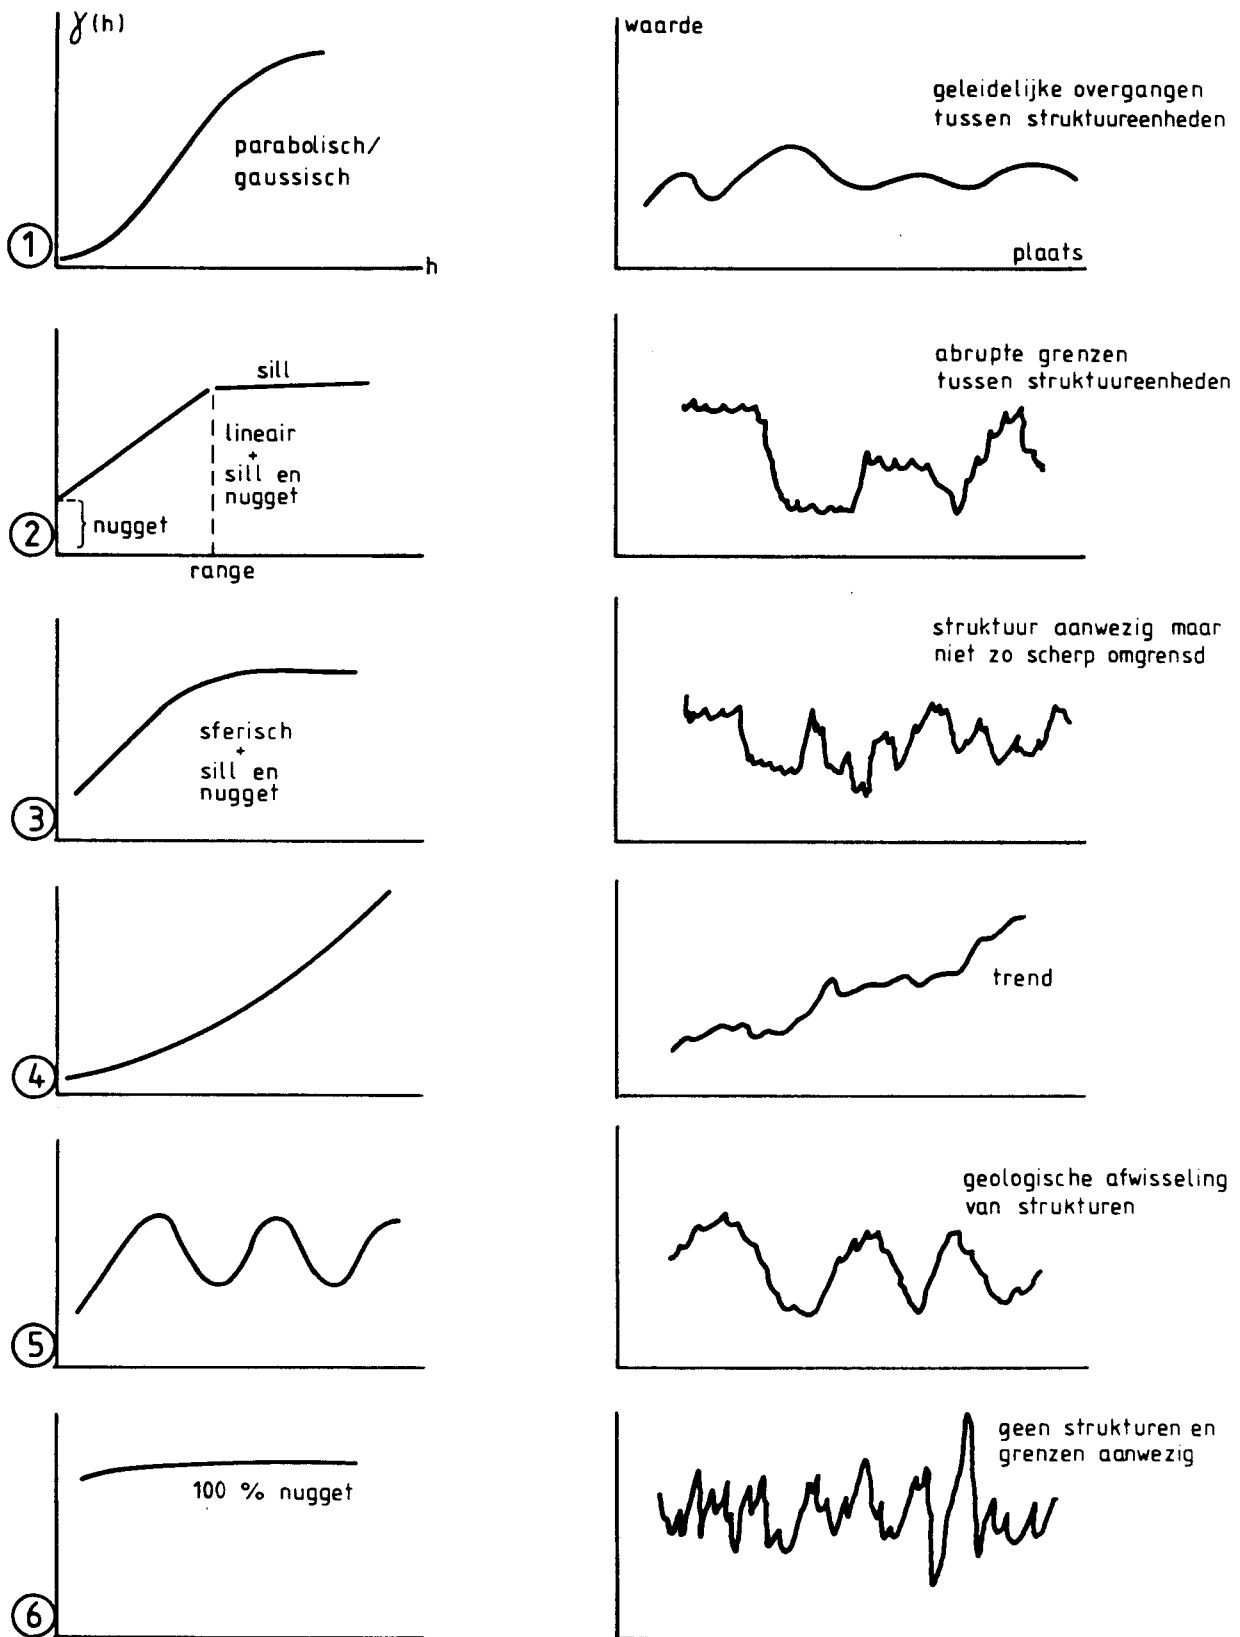 γ(h)
parabolisch/
gaussisch
1
h
waarde
geleidelijke overgangen
tussen struktuureenheden
plaats
sill
lineair
+
sill en
nugget
nugget
2
range
abrupte grenzen
tussen struktuureenheden
sferisch
+
sill en
nugget
3
struktuur aanwezig maar
niet zo scherp omgrensd
4
trend
5
geologische afwisseling
van strukturen
100 % nugget
6
geen strukturen en
grenzen aanwezig